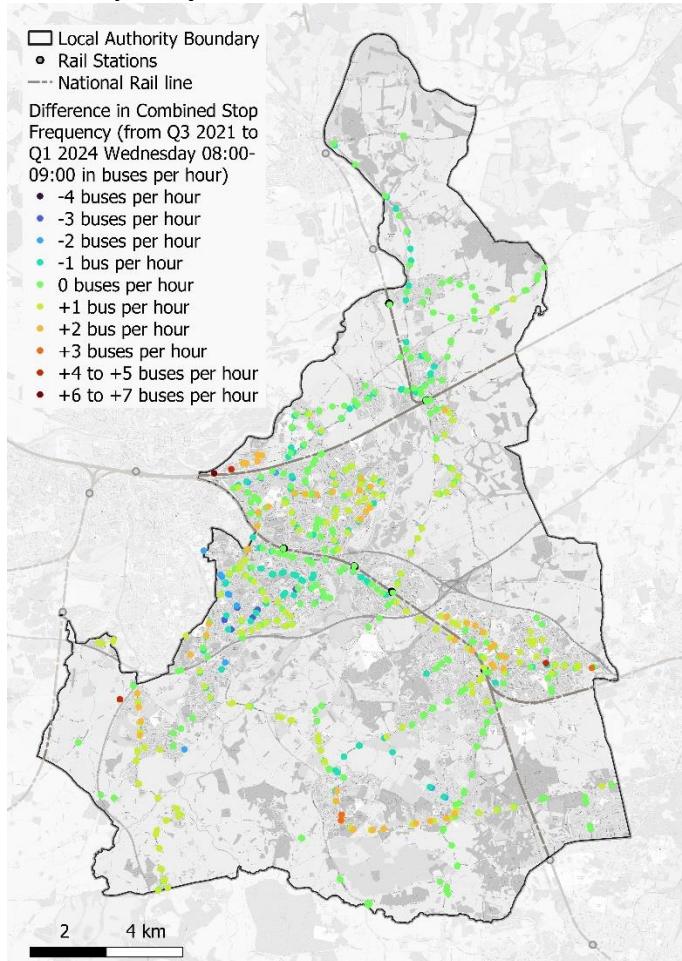 Local Authority Boundary
Rail Stations
National Rail line
Difference in Combined Stop
Frequency (from Q3 2021 to
Q1 2024 Wednesday 08:00-
09:00 in buses per hour)
-4 buses per hour
-3 buses per hour
-2 buses per hour
-1 bus per hour
0 buses per hour
+1 bus per hour
+2 bus per hour
+3 buses per hour
+4 to +5 buses per hour
+6 to +7 buses per hour
2 4 km